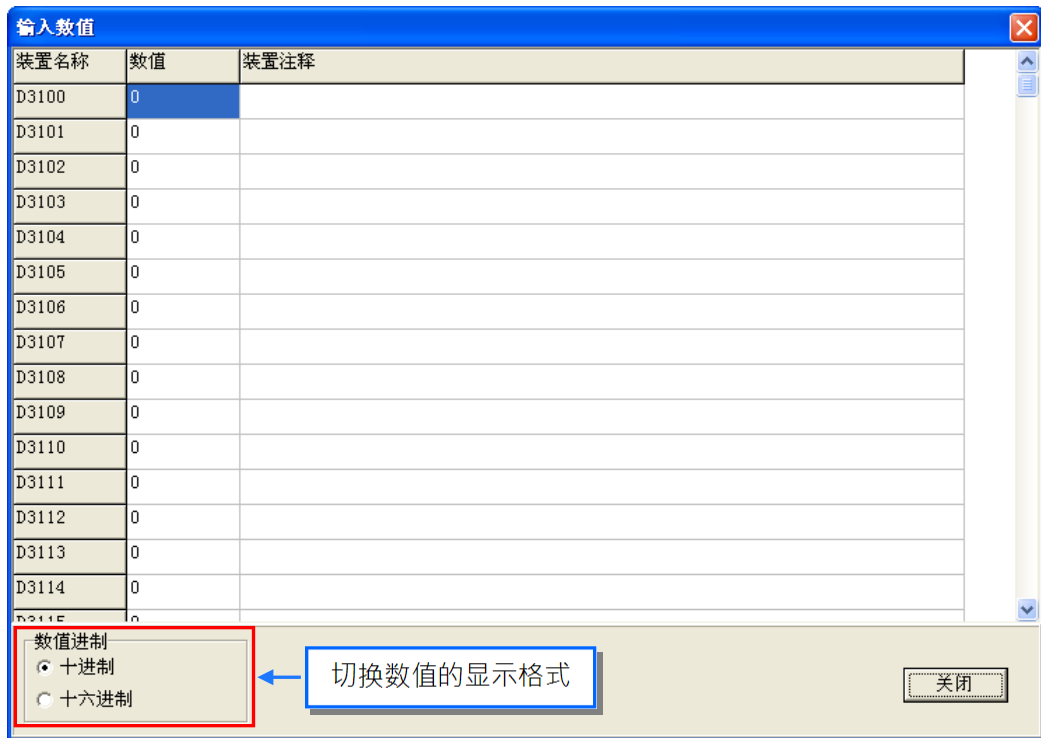 输入数值
装置名称 数值 装置注释
D3100 0
D3101 0
D3102 0
D3103 0
D3104 0
D3105 0
D3106 0
D3107 0
D3108 0
D3109 0
D3110 0
D3111 0
D3112 0
D3113 0
D3114 0
D3115 0
数值进制
十进制
十六进制
切换数值的显示格式
关闭